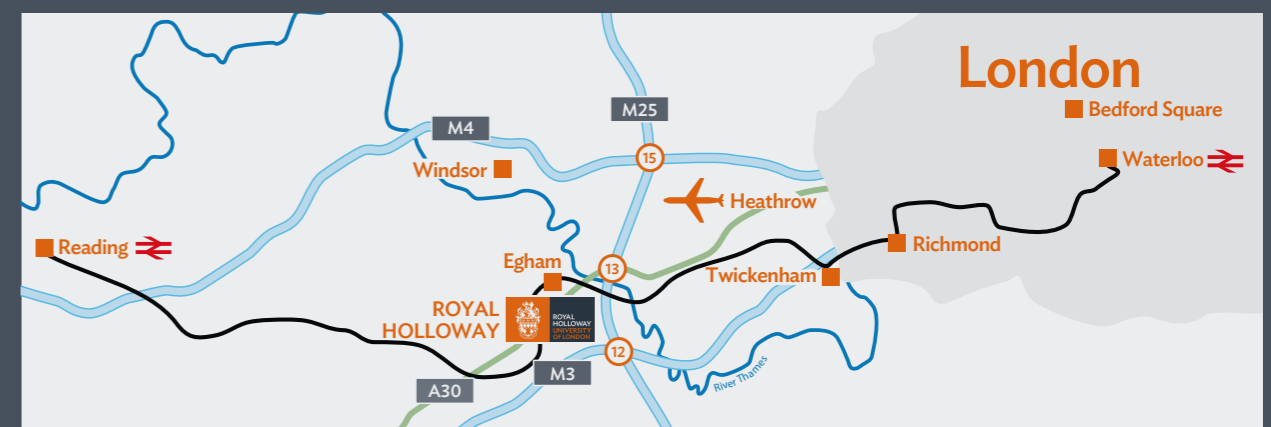 London
Bedford Square
M25
M4
15
Waterloo
Windsor
Heathrow
Reading
Richmond
Egham
13
Twickenham
ROYAL
HOLLOWAY
ROYAL
HOLLOWAY
UNIVERSITY
OF LONDON
12
M3
River Thames
A30